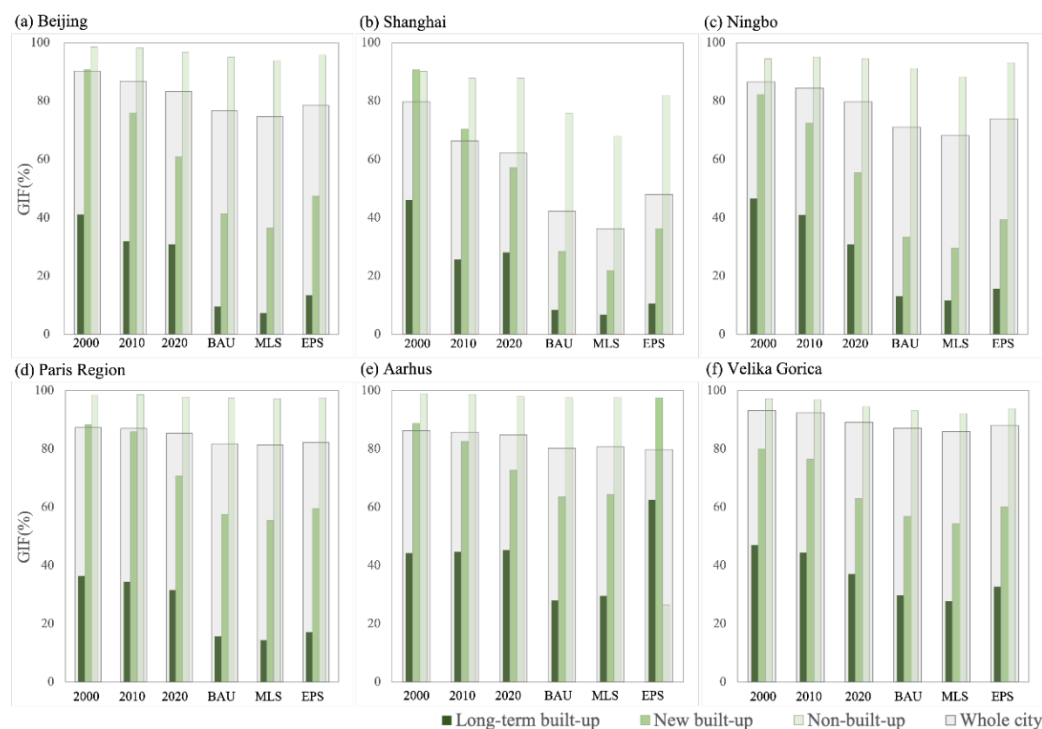 (a) Beijing
(b) Shanghai
(c) Ningbo
GIF(%)
100
80
60
40
20
0
2000 2010 2020 BAU MLS EPS
100
80
60
40
20
0
2000 2010 2020 BAU MLS EPS
100
80
60
40
20
0
2000 2010 2020 BAU MLS EPS
(d) Paris Region
(e) Aarhus
(f) Velika Gorica
GIF(%)
100
80
60
40
20
0
2000 2010 2020 BAU MLS EPS
100
80
60
40
20
0
2000 2010 2020 BAU MLS EPS
100
80
60
40
20
0
2000 2010 2020 BAU MLS EPS
Long-term built-up New built-up Non-built-up Whole city